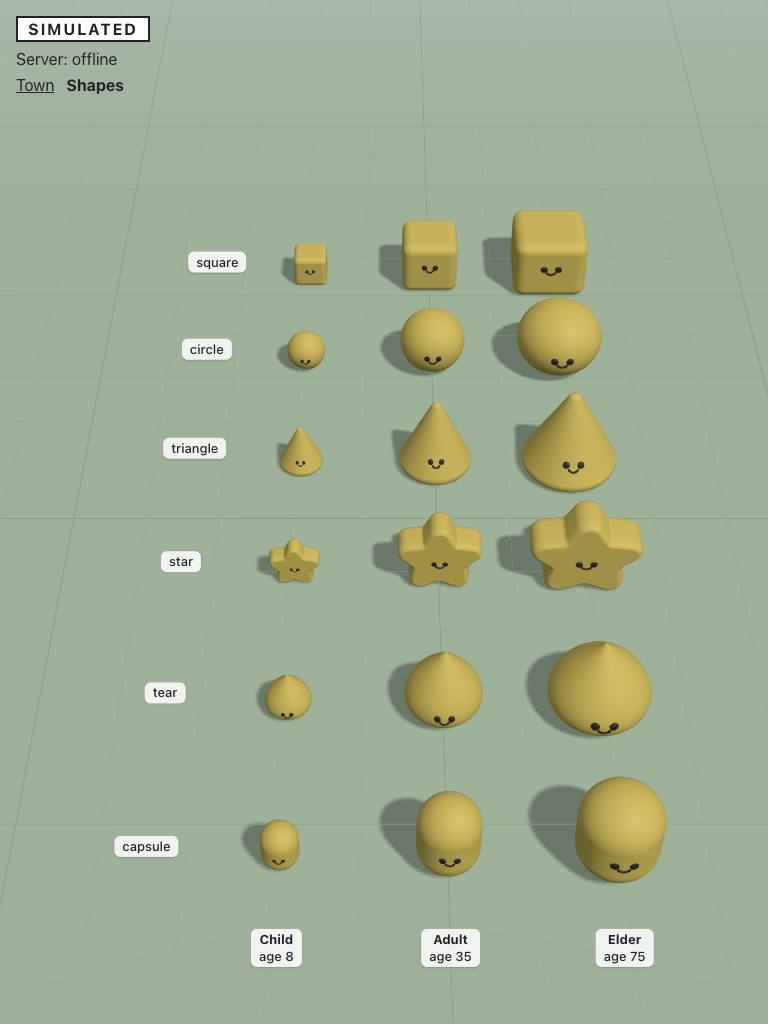 SIMULATED
Server: offline
Town Shapes
square
circle
triangle
star
tear
capsule
Child
age 8
Adult
age 35
Elder
age 75